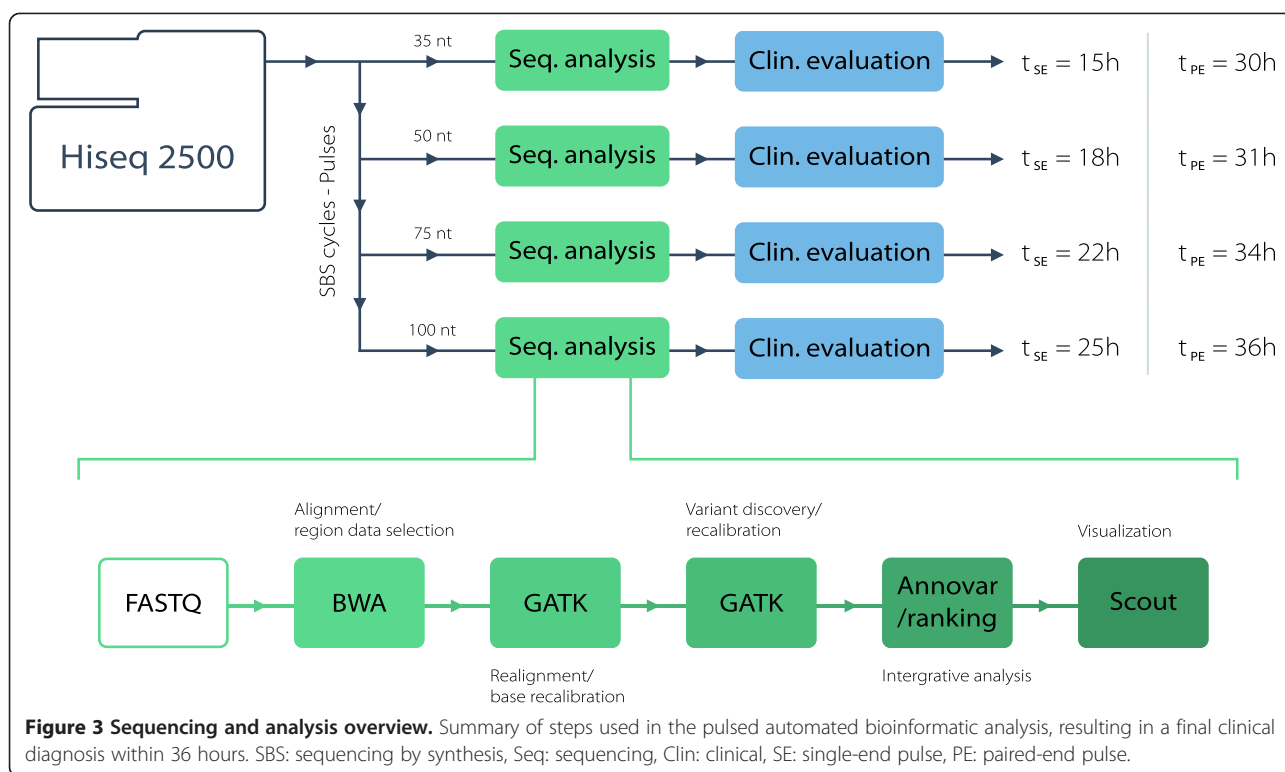 Hiseq 2500
SBS cycles - Pulses
35 nt
Seq. analysis
Clin. evaluation
t SE = 15h
t PE = 30h
50 nt
Seq. analysis
Clin. evaluation
t SE = 18h
t PE = 31h
75 nt
Seq. analysis
Clin. evaluation
t SE = 22h
t PE = 34h
100 nt
Seq. analysis
Clin. evaluation
t SE = 25h
t PE = 36h
FASTQ
Alignment/
region data selection
BWA
GATK
Realignment/
base recalibration
Variant discovery/
recalibration
GATK
Annovar
/ranking
Intergrative analysis
Visualization
Scout
Figure 3 Sequencing and analysis overview. Summary of steps used in the pulsed automated bioinformatic analysis, resulting in a final clinical
diagnosis within 36 hours. SBS: sequencing by synthesis, Seq: sequencing, Clin: clinical, SE: single-end pulse, PE: paired-end pulse.